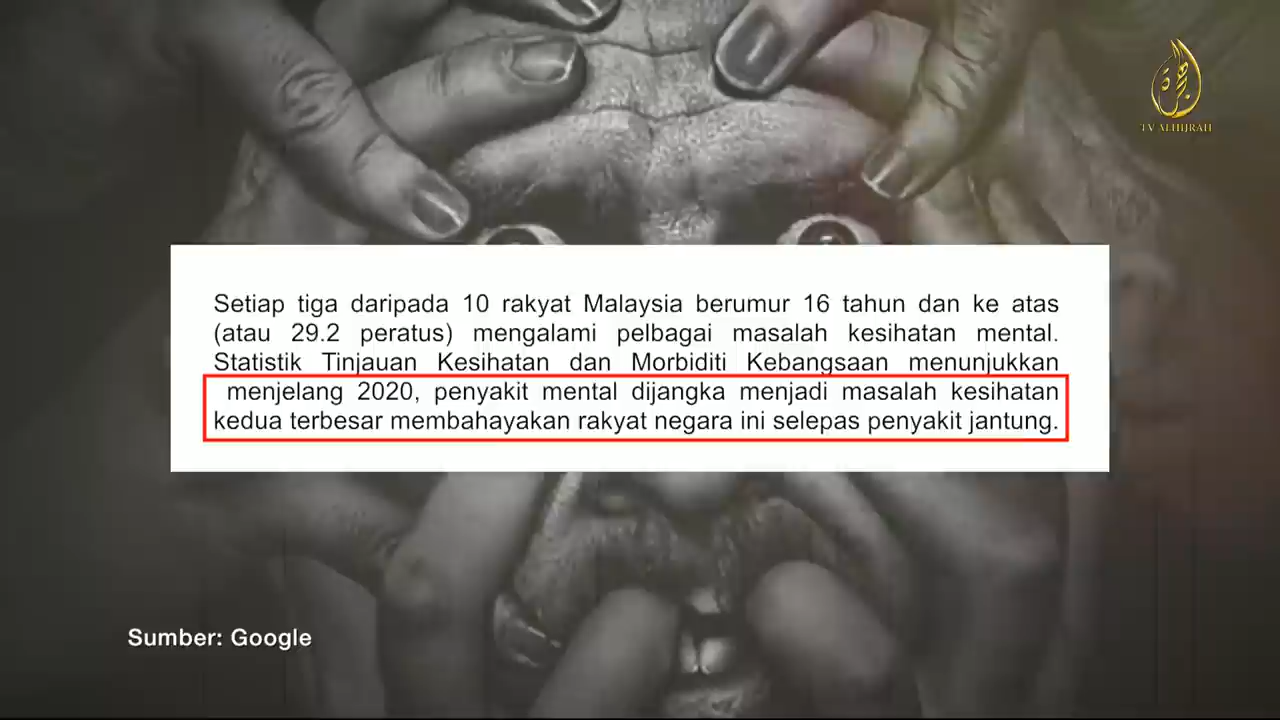 هجرة
TV ALHIJRAH
Setiap tiga daripada 10 rakyat Malaysia berumur 16 tahun dan ke atas
(atau 29.2 peratus) mengalami pelbagai masalah kesihatan mental.
Statistik Tinjauan Kesihatan dan Morbiditi Kebangsaan menunjukkan
menjelang 2020, penyakit mental dijangka menjadi masalah kesihatan
kedua terbesar membahayakan rakyat negara ini selepas penyakit jantung.
Sumber: Google